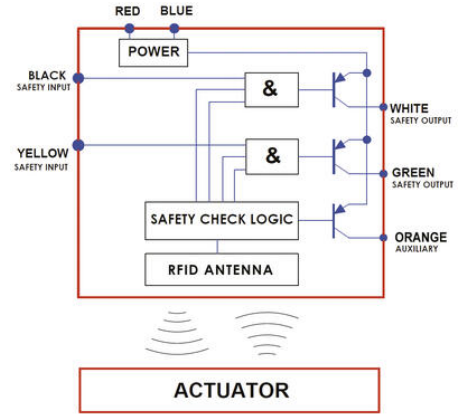 RED BLUE
POWER
BLACK
SAFETY INPUT
&
WHITE
SAFETY OUTPUT
YELLOW
SAFETY INPUT
&
GREEN
SAFETY OUTPUT
SAFETY CHECK LOGIC
ORANGE
AUXILIARY
RFID ANTENNA
ACTUATOR